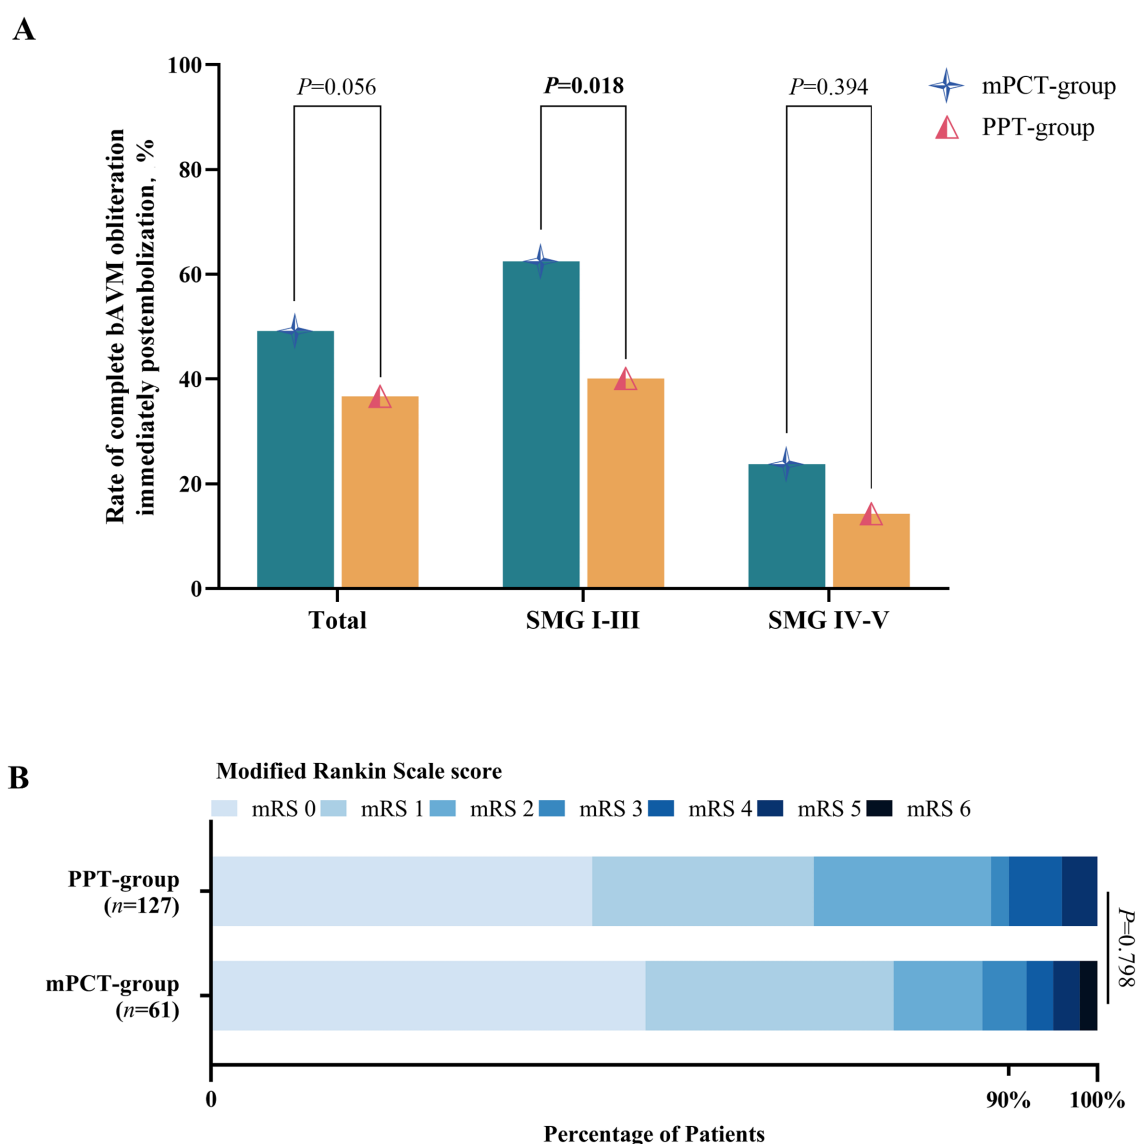 A
100
80
60
40
20
0
Rate of complete bAVM obliteration
immediately postembolization, %
P=0.056
P=0.018
P=0.394
mPCT-group
PPT-group
Total
SMG I-III
SMG IV-V
B
Modified Rankin Scale score
mRS 0 mRS 1 mRS 2 mRS 3 mRS 4 mRS 5 mRS 6
PPT-group
(n=127)
mPCT-group
(n=61)
P=0.798
0 90% 100%
Percentage of Patients